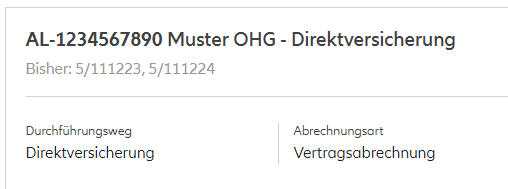 AL-1234567890 Muster OHG - Direktversicherung
Bisher: 5/111223, 5/111224
Durchführungsweg
Direktversicherung
Abrechnungsart
Vertragsabrechnung